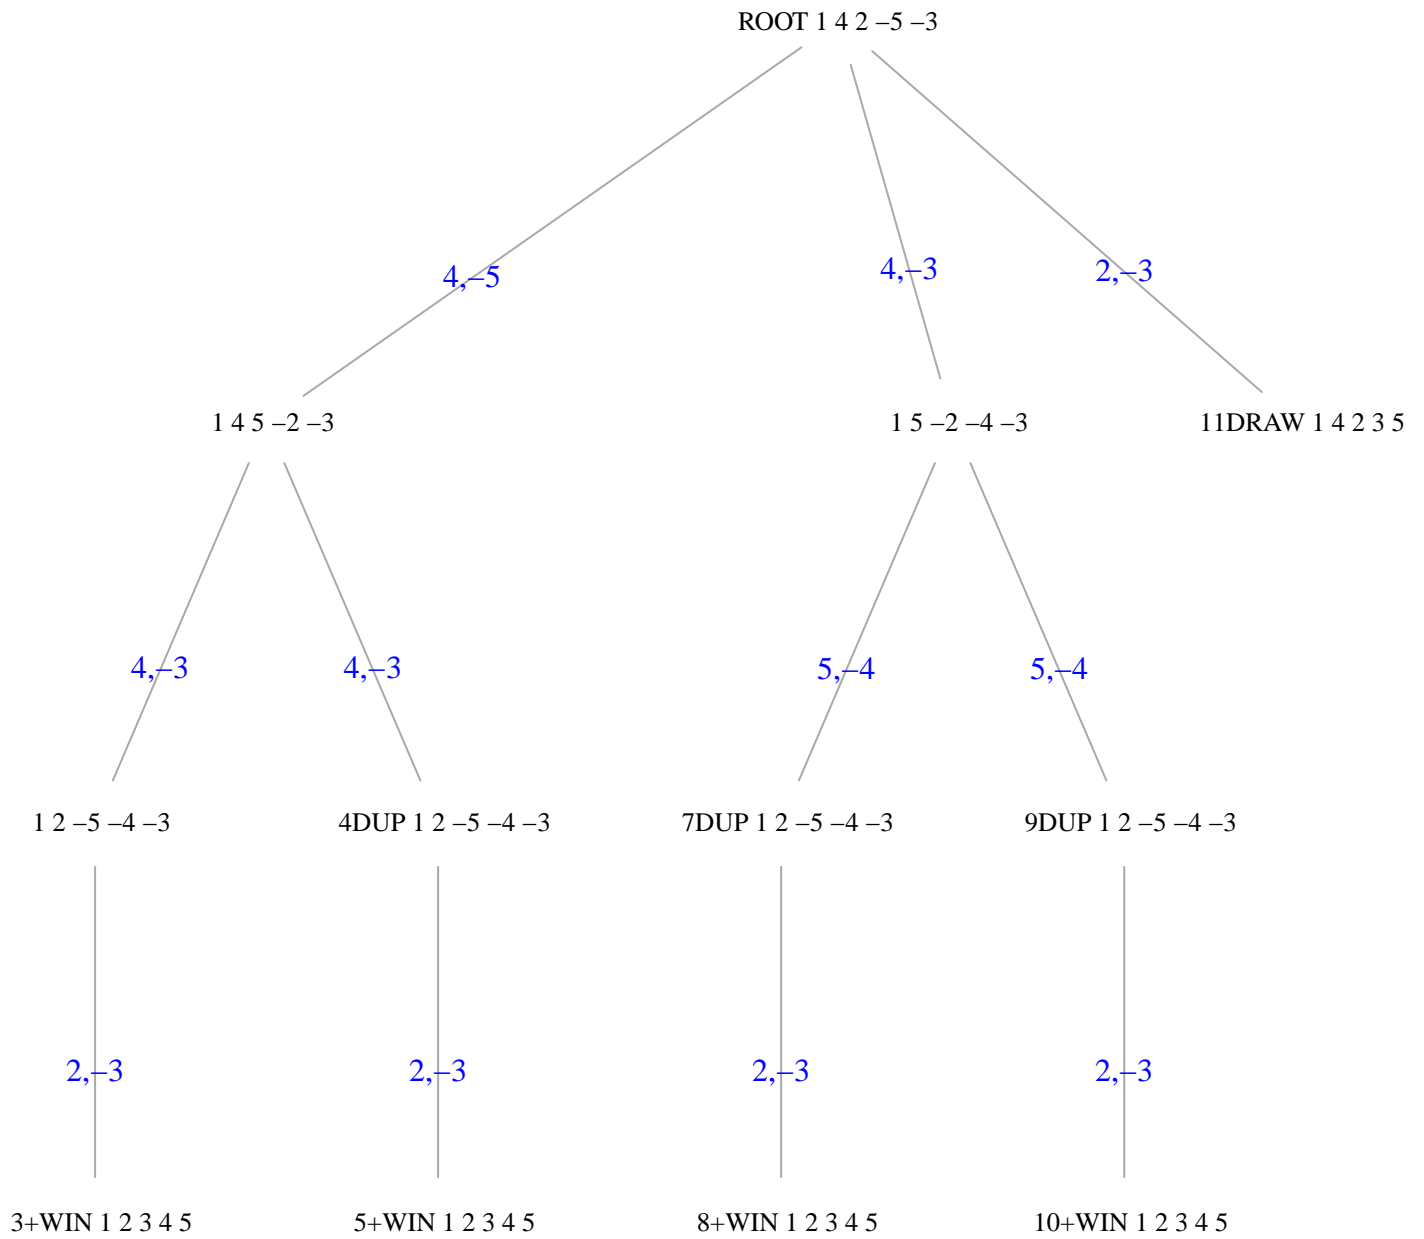 ROOT 1 4 2 –5 –3
4,–5
4,–3
2,–3
1 4 5 –2 –3
1 5 –2 –4 –3
11DRAW 1 4 2 3 5
4,–3
4,–3
5,–4
5,–4
1 2 –5 –4 –3
4DUP 1 2 –5 –4 –3
7DUP 1 2 –5 –4 –3
9DUP 1 2 –5 –4 –3
2,–3
2,–3
2,–3
2,–3
3+WIN 1 2 3 4 5
5+WIN 1 2 3 4 5
8+WIN 1 2 3 4 5
10+WIN 1 2 3 4 5